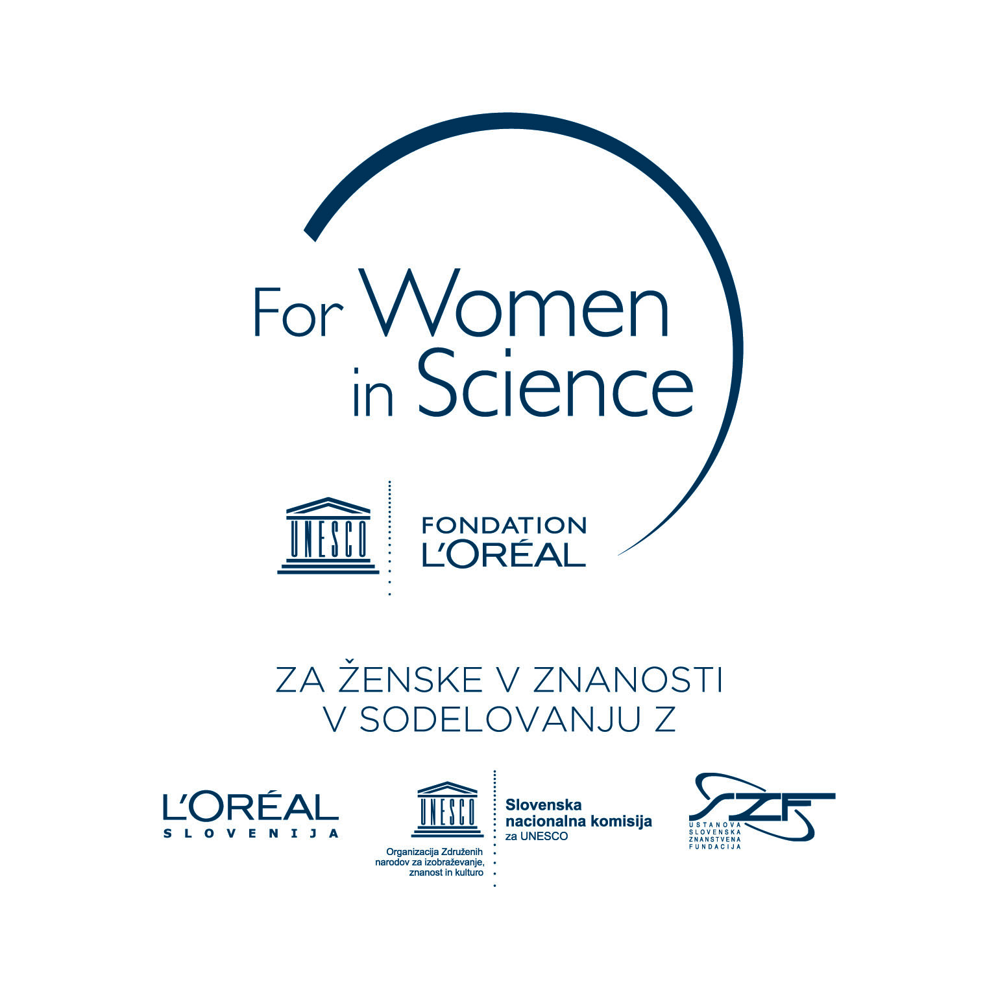 For Women
in Science
UNESCO
FONDATION
L'ORÉAL
ZA ŽENSKE V ZNANOSTI
V SODELOVANJU Z
L'ORÉAL
SLOVENIJA
UNESCO
Organizacija Združenih
narodov za izobraževanje,
znanost in kulturo
Slovenska
nacionalna komisija
za UNESCO
SZF
USTANOVA
SLOVENSKA
ZNANSTVENA
FUNDACIJA